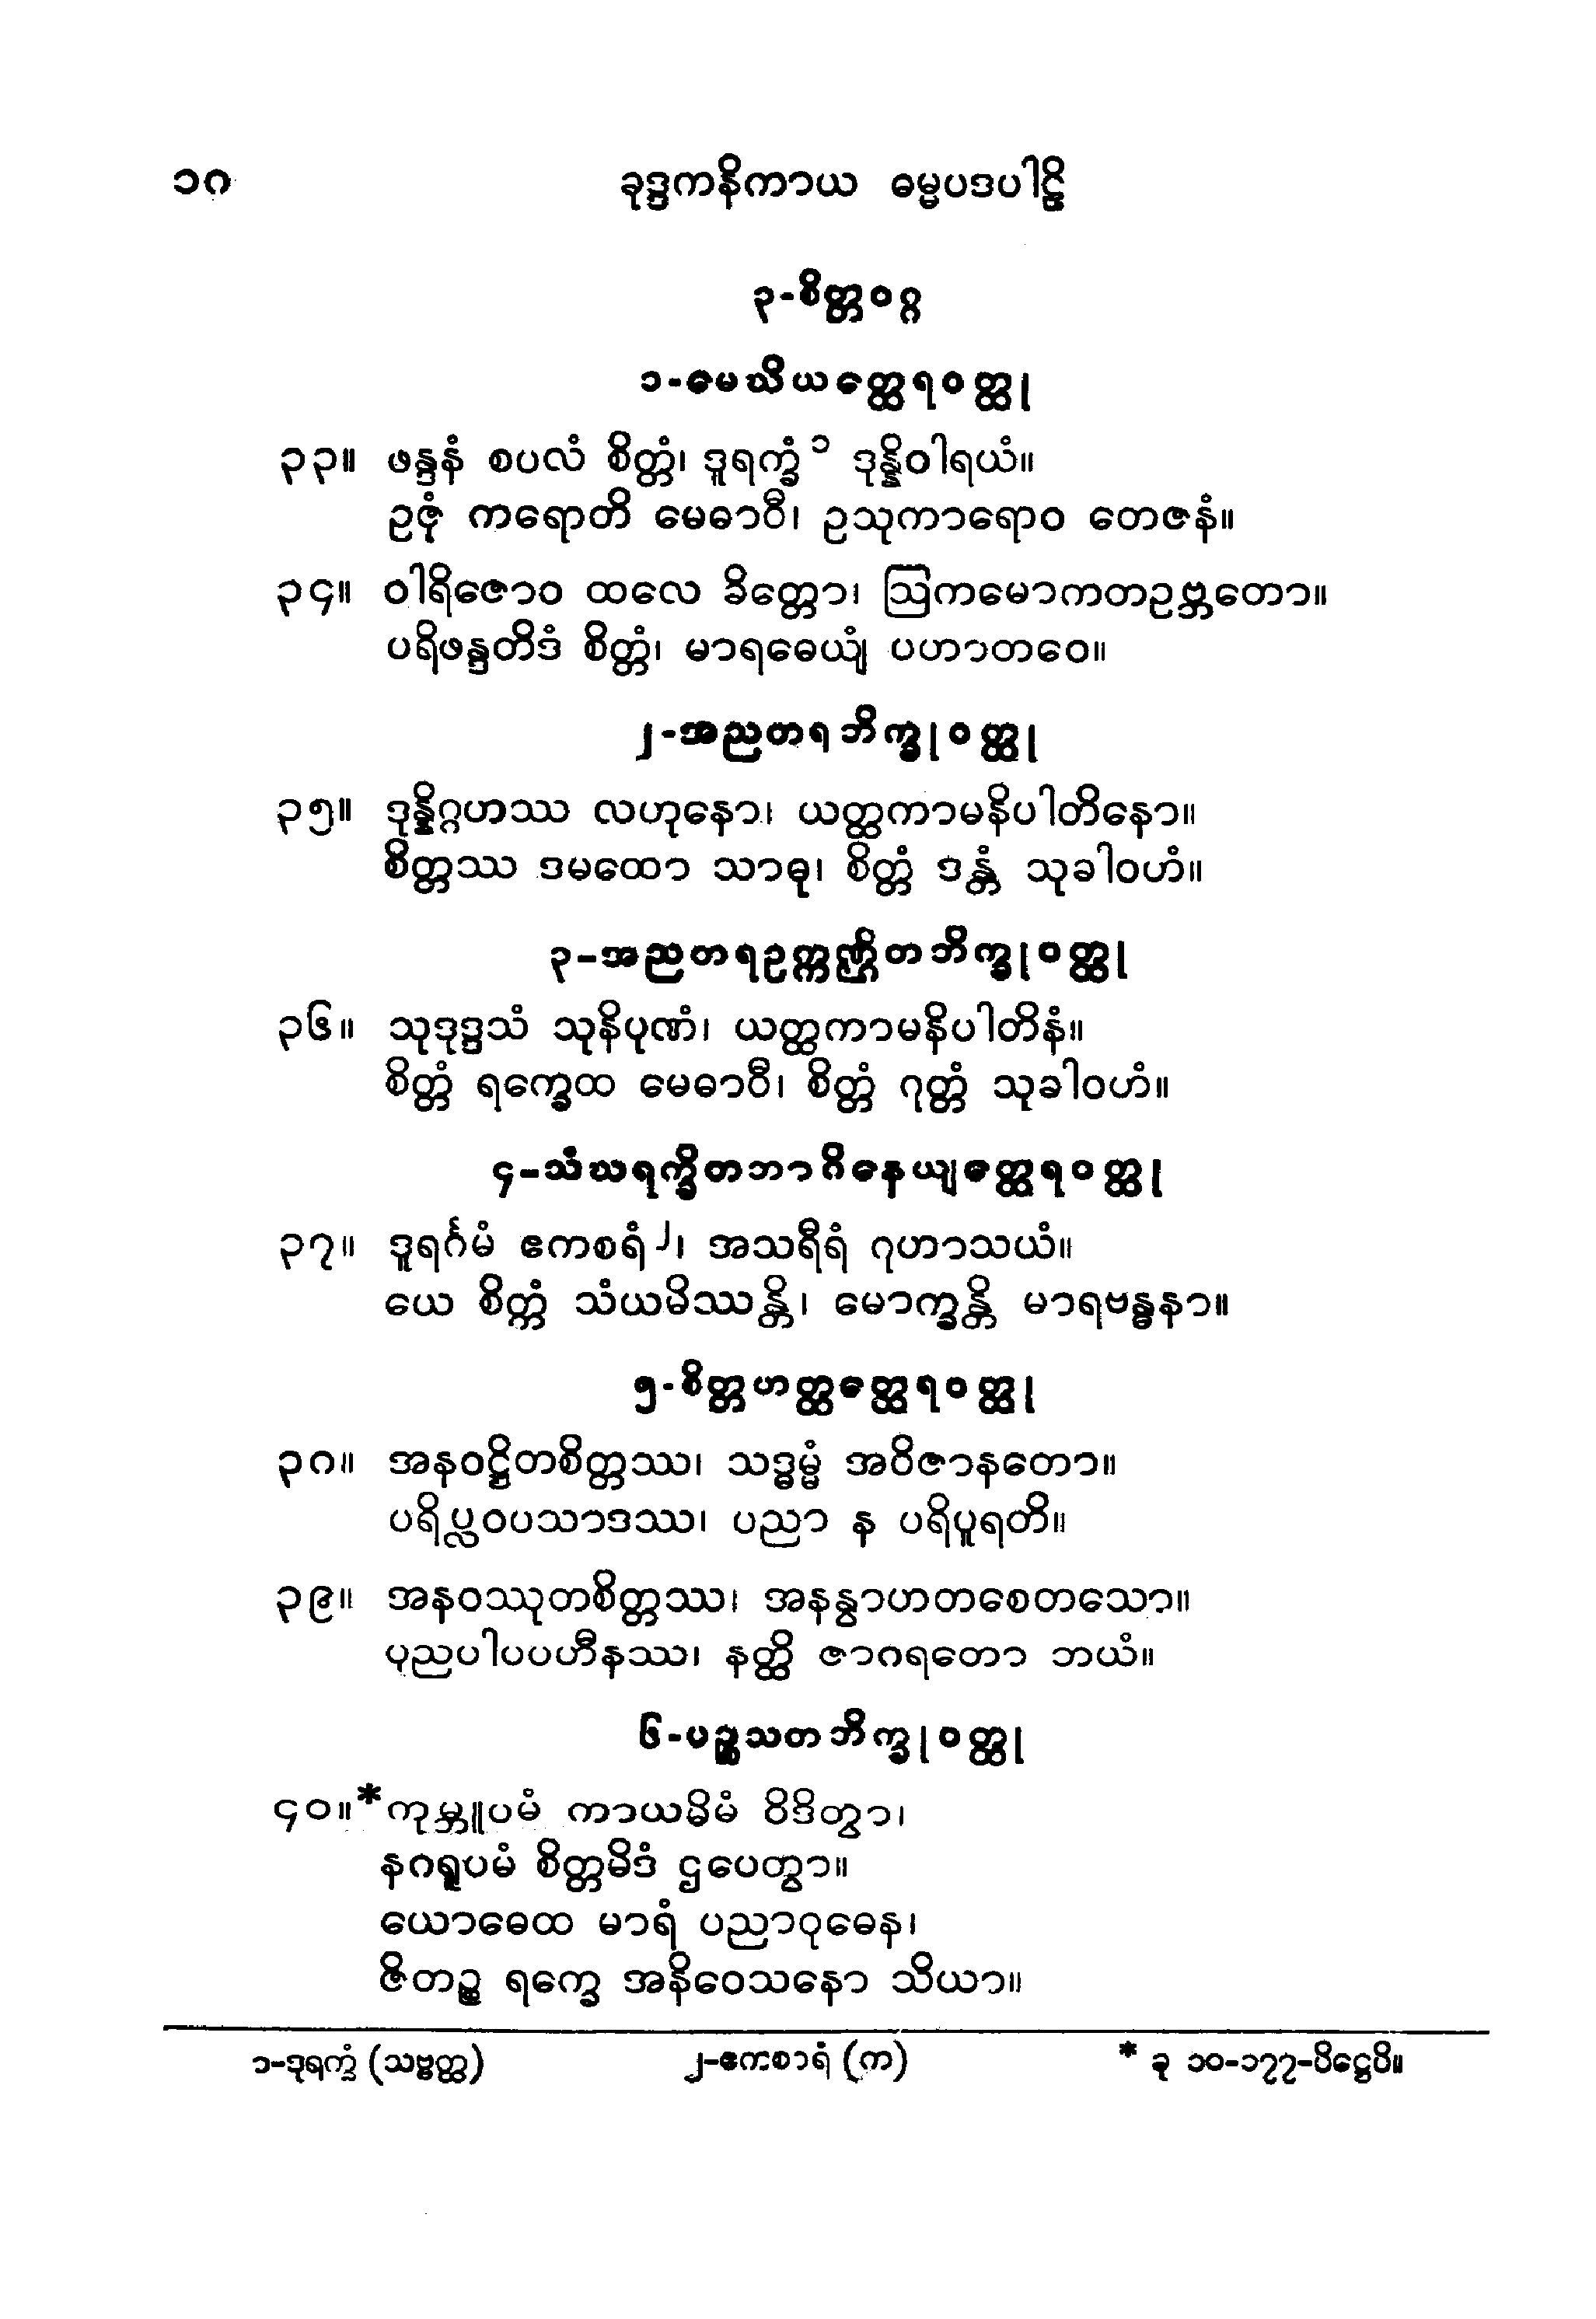 ၁၈ ခုဒ္ဒကနိကာယ ဓမ္မပဒပါဠိ
၃-စိတ္တဝဂ္ဂ
၁-မေဃိယတ္ထေရဝတ္ထု
၃၃။ ဖန္ဒနံ စပလံ စိတ္တံ၊ ဒူရက္ခံ ၁ ဒုန္နိဝါရယံ။
ဥဇုံ ကရောတိ မေဓာဝီ၊ ဥသုကာရောဝ တေဇနံ။
၃၄။ ဝါရိဇောဝ ထလေ ခိတ္တော၊ ဩကမောကတဥဗ္ဘတော။
ပရိဖန္ဒတိဒံ စိတ္တံ၊ မာရဓေယျံ ပဟာတဝေ။
၂-အညတရဘိက္ခုဝတ္ထု
၃၅။ ဒုန္နိဂ္ဂဟဿ လဟုနော၊ ယတ္ထကာမနိပါတိနော။
စိတ္တဿ ဒမထော သာဓု၊ စိတ္တံ ဒန္တံ သုခါဝဟံ။
၃-အညတရဥက္ကဏ္ဌိတဘိက္ခုဝတ္ထု
၃၆။ သုဒုဒ္ဒသံ သုနိပုဏံ၊ ယတ္ထကာမနိပါတိနံ။
စိတ္တံ ရက္ခေထ မေဓာဝီ၊ စိတ္တံ ဂုတ္တံ သုခါဝဟံ။
၄-သံဃရက္ခိတဘာဂိနေယျတ္ထေရဝတ္ထု
၃၇။ ဒူရင်္ဂမံ ဧကစရံ ၂၊ အသရီရံ ဂုဟာသယံ။
ယေ စိတ္တံ သံယမိဿန္တိ၊ မောက္ခန္တိ မာရဗန္ဓနာ။
၅-စိတ္တဟတ္ထတ္ထေရဝတ္ထု
၃၈။ အနဝဋ္ဌိတစိတ္တဿ၊ သဒ္ဓမ္မံ အဝိဇာနတော။
ပရိပ္လဝပသာဒဿ၊ ပညာ န ပရိပူရတိ။
၃၉။ အနဝဿုတစိတ္တဿ၊ အနန္ဝာဟတစေတသော။
ပုညပါပပဟီနဿ၊ နတ္ထိ ဇာဂရတော ဘယံ။
၆-ပဉ္စသတဘိက္ခုဝတ္ထု
၄၀။*ကုမ္ဘူပမံ ကာယမိမံ ဝိဒိတွာ၊
နဂရူပမံ စိတ္တမိဒံ ဌပေတွာ။
ယောဓေထ မာရံ ပညာဝုဓေန၊
ဇိတဉ္စ ရက္ခေ အနိဝေသနော သိယာ။
၁-ဒုရက္ခံ (သဗ္ဗတ္ထ) ၂-ဧကစာရံ (က) * ခု ၁၀-၁၇၇-ပိဋ္ဌေပိ။